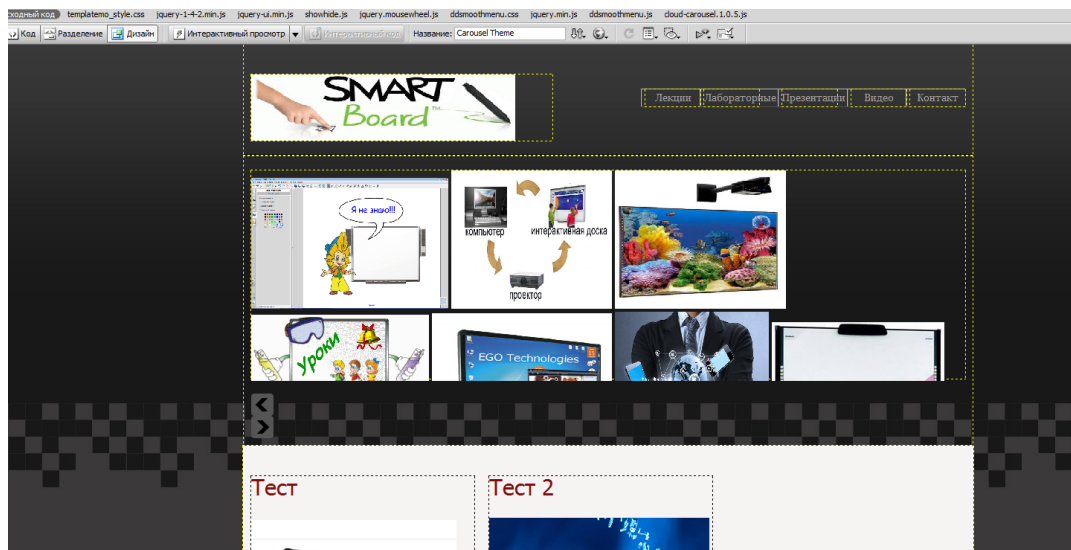 сходный код templatemo_style.css jquery-1-4-2.min.js jquery-ui.min.js showhide.js jquery.mousewheel.js ddsmoothmenu.css jquery.min.js ddsmoothmenu.js cloud-carousel.1.0.5.js
Код Разделение Дизайн Интерактивный просмотр Интерактивный код Название: Carousel Theme
SMART
Board™
Лекции Лабораторные Презентации Видео Контакт
Я не знаю!!!
компьютер интерактивная доска
проектор
Уроки
EGO Technologies
Тест Тест 2